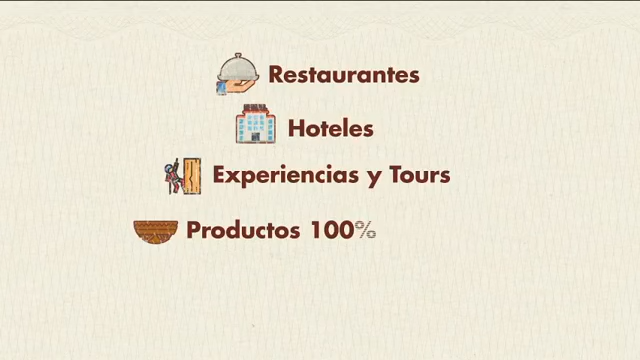 Restaurantes
Hoteles
Experiencias y Tours
Productos 100%